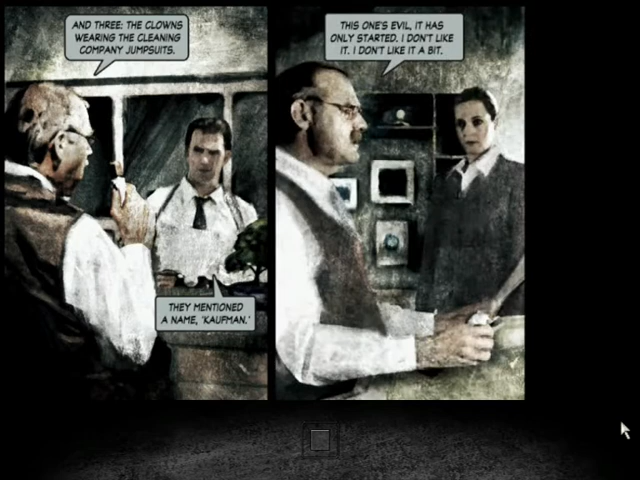 AND THREE: THE CLOWNS
WEARING THE CLEANING
COMPANY JUMPSUITS.
THEY MENTIONED
A NAME, 'KAUFMAN.'
THIS ONE'S EVIL, IT HAS
ONLY STARTED. I DON'T LIKE
IT. I DON'T LIKE IT A BIT.